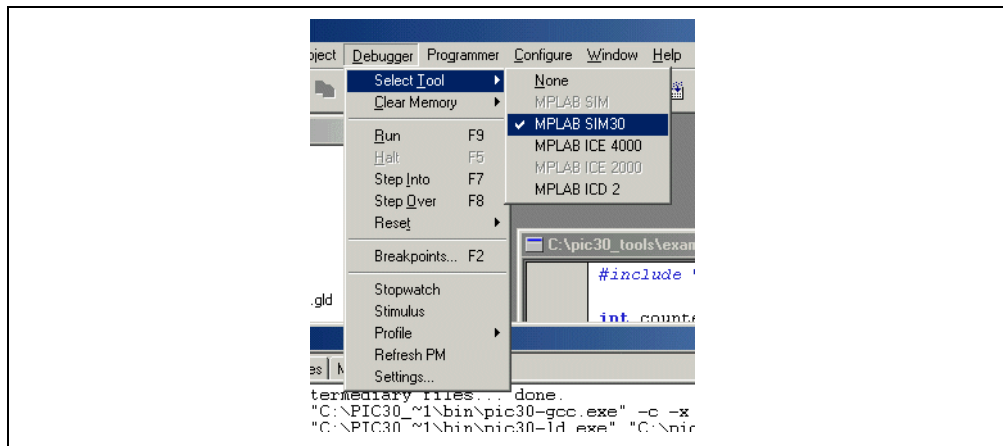 Debugger Programmer Configure Window Help
Select Tool
Clear Memory
Run F9
Halt F5
Step Into F7
Step Over F8
Reset
Breakpoints... F2
Stopwatch
Stimulus
Profile
Refresh PM
Settings...
None
MPLAB SIM
MPLAB SIM30
MPLAB ICE 4000
MPLAB ICE 2000
MPLAB ICD 2
C:\pic30_tools\exam
#include "
int counte
.gld
termediary files... done.
"C:\PIC30_~1\bin\pic30-gcc.exe" -c -x
"C:\PIC30_~1\bin\pic30-ld.exe" "C:\pic